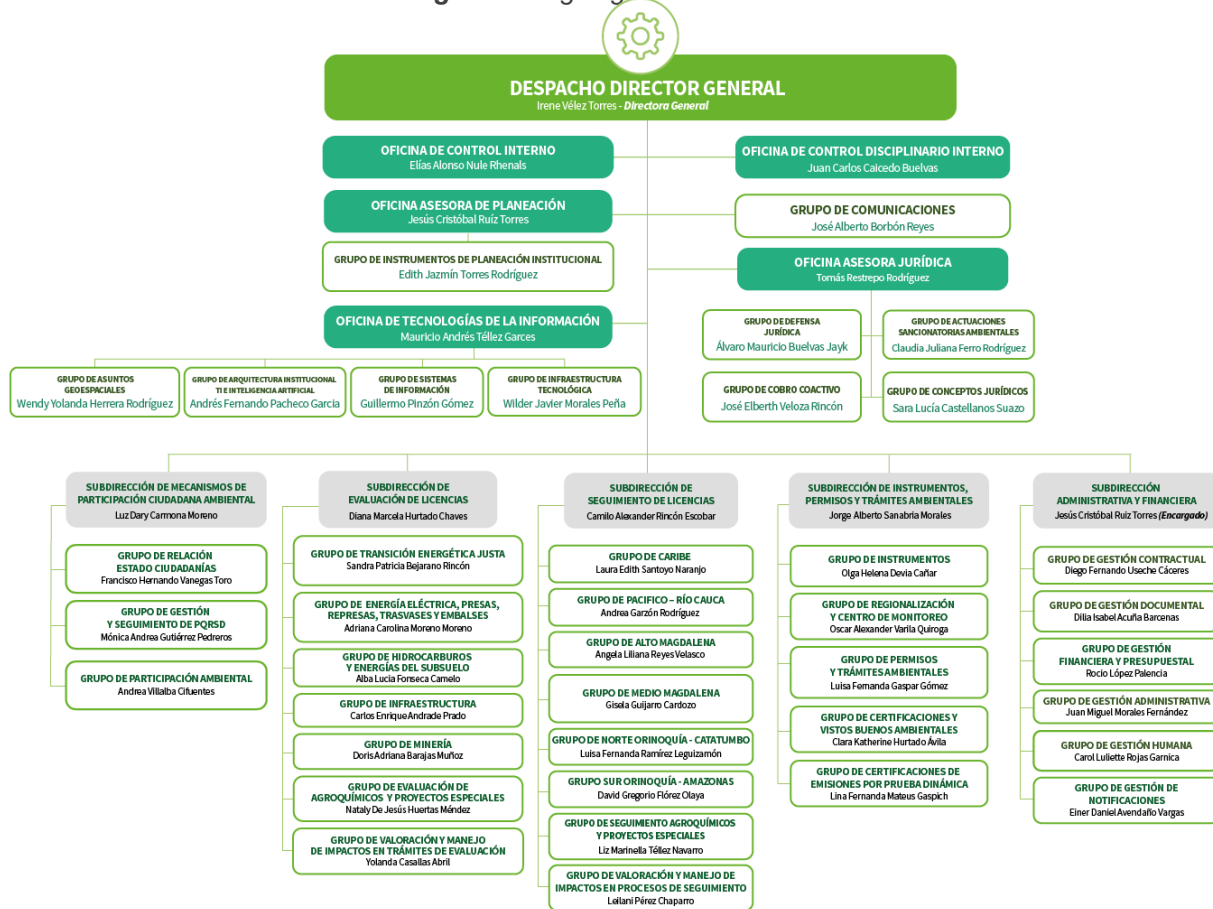 DESPACHO DIRECTOR GENERAL
Irene Vélez Torres - Directora General
OFICINA DE CONTROL INTERNO
Elías Alonso Nule Rhenals
OFICINA DE CONTROL DISCIPLINARIO INTERNO
Juan Carlos Caicedo Buelvas
OFICINA ASESORA DE PLANEACIÓN
Jesús Cristóbal Ruíz Torres
GRUPO DE COMUNICACIONES
José Alberto Borbón Reyes
GRUPO DE INSTRUMENTOS DE PLANEACIÓN INSTITUCIONAL
Edith Jazmín Torres Rodríguez
OFICINA ASESORA JURÍDICA
Tomás Restrepo Rodríguez
OFICINA DE TECNOLOGÍAS DE LA INFORMACIÓN
Mauricio Andrés Téllez Garces
GRUPO DE DEFENSA
JURÍDICA
Álvaro Mauricio Buelvas Jayk
GRUPO DE ACTUACIONES
SANCIONATORIAS AMBIENTALES
Claudia Juliana Ferro Rodríguez
GRUPO DE ASUNTOS
GEOESPACIALES
Wendy Yolanda Herrera Rodríguez
GRUPO DE ARQUITECTURA INSTITUCIONAL
TI E INTELIGENCIA ARTIFICIAL
Andrés Fernando Pacheco Garcia
GRUPO DE SISTEMAS
DE INFORMACIÓN
Guillermo Pinzón Gómez
GRUPO DE INFRAESTRUCTURA
TECNOLÓGICA
Wilder Javier Morales Peña
GRUPO DE COBRO COACTIVO
José Elberth Veloza Rincón
GRUPO DE CONCEPTOS JURÍDICOS
Sara Lucía Castellanos Suazo
SUBDIRECCIÓN DE MECANISMOS DE
PARTICIPACIÓN CIUDADANA AMBIENTAL
Luz Dary Carmona Moreno
GRUPO DE RELACIÓN
ESTADO CIUDADANÍAS
Francisco Hernando Vanegas Toro
GRUPO DE GESTIÓN
Y SEGUIMIENTO DE PQRSD
Mónica Andrea Gutiérrez Pedreros
GRUPO DE PARTICIPACIÓN AMBIENTAL
Andrea Villalba Cifuentes
SUBDIRECCIÓN DE
EVALUACIÓN DE LICENCIAS
Diana Marcela Hurtado Chaves
GRUPO DE TRANSICIÓN ENERGÉTICA JUSTA
Sandra Patricia Bejarano Rincón
GRUPO DE ENERGÍA ELÉCTRICA, PRESAS,
REPRESAS, TRASVASES Y EMBALSES
Adriana Carolina Moreno Moreno
GRUPO DE HIDROCARBUROS
Y ENERGÍAS DEL SUBSUELO
Alba Lucia Fonseca Camelo
GRUPO DE INFRAESTRUCTURA
Carlos Enrique Andrade Prado
GRUPO DE MINERÍA
Doris Adriana Barajas Muñoz
GRUPO DE EVALUACIÓN DE
AGROQUÍMICOS Y PROYECTOS ESPECIALES
Nataly De Jesús Huertas Méndez
GRUPO DE VALORACIÓN Y MANEJO
DE IMPACTOS EN TRÁMITES DE EVALUACIÓN
Yolanda Casallas Abril
SUBDIRECCIÓN DE
SEGUIMIENTO DE LICENCIAS
Camilo Alexander Rincón Escobar
GRUPO DE CARIBE
Laura Edith Santoyo Naranjo
GRUPO DE PACIFICO – RÍO CAUCA
Andrea Garzón Rodríguez
GRUPO DE ALTO MAGDALENA
Angela Liliana Reyes Velasco
GRUPO DE MEDIO MAGDALENA
Gisela Guijarro Cardozo
GRUPO DE NORTE ORINOQUÍA - CATATUMBO
Luisa Fernanda Ramírez Leguizamón
GRUPO SUR ORINOQUÍA - AMAZONAS
David Gregorio Flórez Olaya
GRUPO DE SEGUIMIENTO AGROQUÍMICOS
Y PROYECTOS ESPECIALES
Liz Marinella Téllez Navarro
GRUPO DE VALORACIÓN Y MANEJO DE
IMPACTOS EN PROCESOS DE SEGUIMIENTO
Leilani Pérez Chaparro
SUBDIRECCIÓN DE INSTRUMENTOS,
PERMISOS Y TRÁMITES AMBIENTALES
Jorge Alberto Sanabria Morales
GRUPO DE INSTRUMENTOS
Olga Helena Devia Cañar
GRUPO DE REGIONALIZACIÓN
Y CENTRO DE MONITOREO
Oscar Alexander Varila Quiroga
GRUPO DE PERMISOS
Y TRÁMITES AMBIENTALES
Luisa Fernanda Gaspar Gómez
GRUPO DE CERTIFICACIONES Y
VISTOS BUENOS AMBIENTALES
Clara Katherine Hurtado Ávila
GRUPO DE CERTIFICACIONES DE
EMISIONES POR PRUEBA DINÁMICA
Lina Fernanda Mateus Gaspich
SUBDIRECCIÓN
ADMINISTRATIVA Y FINANCIERA
Jesús Cristóbal Ruiz Torres (Encargado)
GRUPO DE GESTIÓN CONTRACTUAL
Diego Fernando Useche Cáceres
GRUPO DE GESTIÓN DOCUMENTAL
Dilia Isabel Acuña Barcenas
GRUPO DE GESTIÓN
FINANCIERA Y PRESUPUESTAL
Rocio López Palencia
GRUPO DE GESTIÓN ADMINISTRATIVA
Juan Miguel Morales Fernández
GRUPO DE GESTIÓN HUMANA
Carol Luliette Rojas Garnica
GRUPO DE GESTIÓN DE
NOTIFICACIONES
Einer Daniel Avendaño Vargas